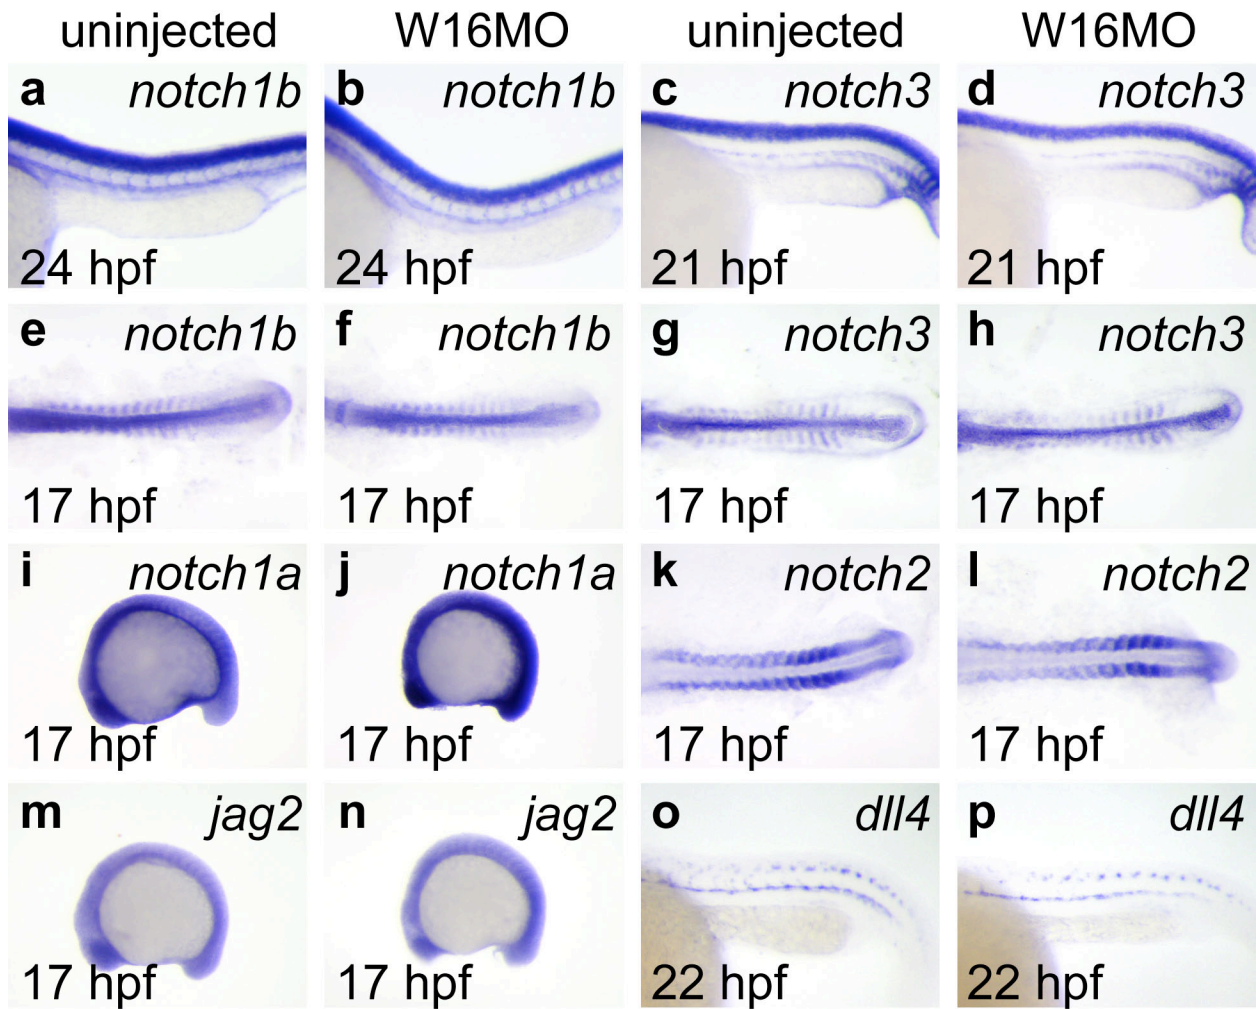 uninjected W16MO uninjected W16MO
a notch1b b notch1b c notch3 d notch3
24 hpf 24 hpf 21 hpf 21 hpf
e notch1b f notch1b g notch3 h notch3
17 hpf 17 hpf 17 hpf 17 hpf
i notch1a j notch1a k notch2 l notch2
17 hpf 17 hpf 17 hpf 17 hpf
m jag2 n jag2 o dll4 p dll4
17 hpf 17 hpf 22 hpf 22 hpf